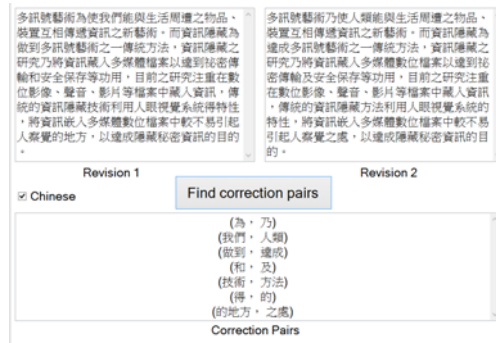 多訊號藝術為使我們能與生活周遭之物品、
裝置互相傳遞資訊之新藝術。而資訊隱藏為
做到多訊號藝術之一傳統方法,資訊隱藏之
研究乃將資訊藏入多媒體檔案以達到祕密傳
輸和安全保存等功用,目前之研究注重在數
位影像、聲音、影片等檔案中藏入資訊,傳
統的資訊隱藏技術利用人眼視覺系統得特性
,將資訊嵌入多媒體數位檔案中較不易引起
人察覺的地方,以達成隱藏秘密資訊的目的
。
Revision 1
多訊號藝術乃使人類能與生活周遭之物品、
裝置互相傳遞資訊之新藝術。而資訊隱藏為
達成多訊號藝術之一傳統方法,資訊隱藏之
研究乃將資訊嵌入多媒體數位檔案以達到祕密
傳輸及安全保存等功用,目前之研究注重在
數位影像、聲音、影片等檔案中藏入資訊
,傳統的資訊隱藏方法利用人眼視覺系統的
特性,將資訊嵌入多媒體數位檔案中較不易
引起人察覺之處,以達成隱藏秘密資訊的目
的。
Revision 2
Chinese
Find correction pairs
(為, 乃)
(我們, 人類)
(做到, 達成)
(和, 及)
(技術, 方法)
(得, 的)
(的地方, 之處)
Correction Pairs